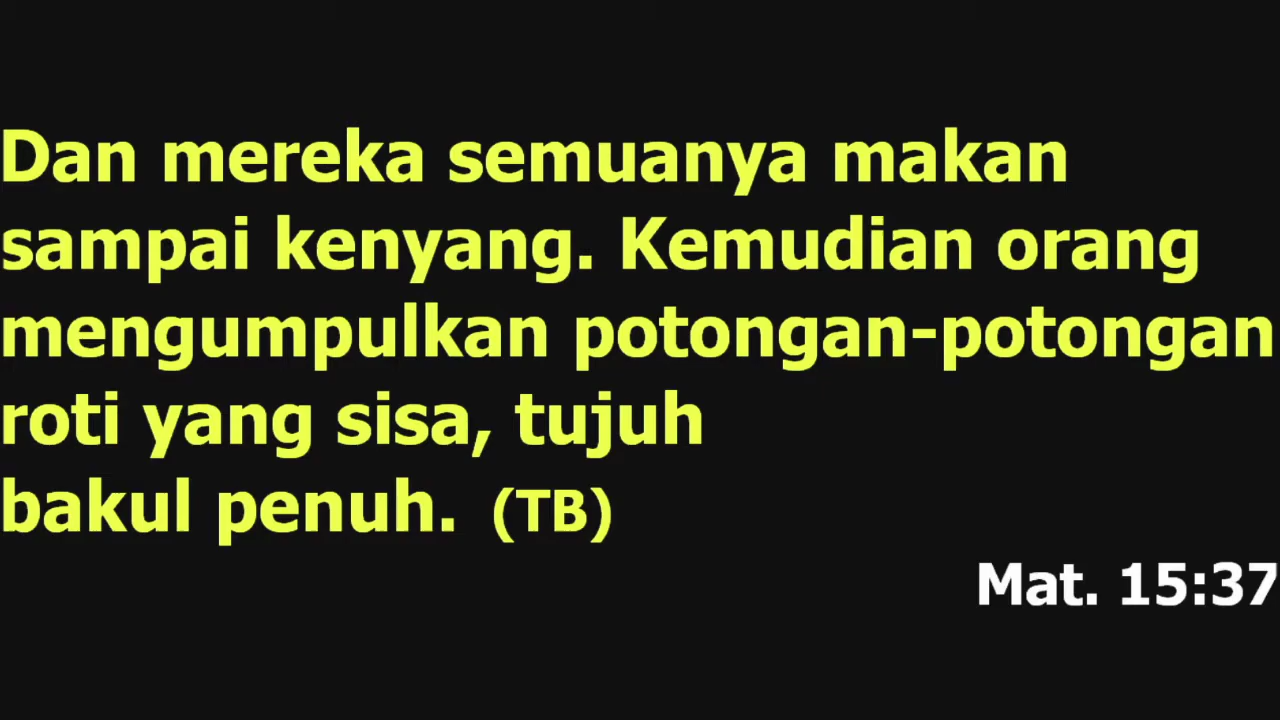 Dan mereka semuanya makan
sampai kenyang. Kemudian orang
mengumpulkan potongan-potongan
roti yang sisa, tujuh
bakul penuh. (TB)
Mat. 15:37